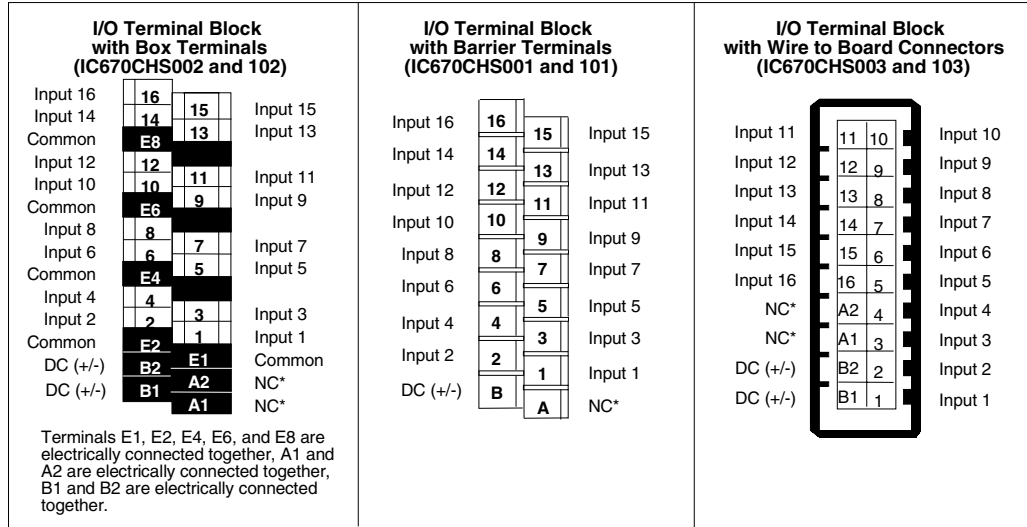 I/O Terminal Block
with Box Terminals
(IC670CHS002 and 102)
Input 16 16
15 Input 15
Input 14 14
13 Input 13
Common E8
Input 12 12
11 Input 11
Input 10 10
9 Input 9
Common E6
Input 8 8
7 Input 7
Input 6 6
5 Input 5
Common E4
Input 4 4
3 Input 3
Input 2 2
1 Input 1
Common E2
E1 Common
DC (+/-) B2
A2 NC*
DC (+/-) B1
A1 NC*
Terminals E1, E2, E4, E6, and E8 are
electrically connected together, A1 and
A2 are electrically connected together,
B1 and B2 are electrically connected
together.
I/O Terminal Block
with Barrier Terminals
(IC670CHS001 and 101)
Input 16 16
15 Input 15
Input 14 14
13 Input 13
Input 12 12
11 Input 11
Input 10 10
9 Input 9
Input 8 8
7 Input 7
Input 6 6
5 Input 5
Input 4 4
3 Input 3
Input 2 2
1 Input 1
DC (+/-) B
A NC*
I/O Terminal Block
with Wire to Board Connectors
(IC670CHS003 and 103)
Input 11 11 10 Input 10
Input 12 12 9 Input 9
Input 13 13 8 Input 8
Input 14 14 7 Input 7
Input 15 15 6 Input 6
Input 16 16 5 Input 5
NC* A2 4 Input 4
NC* A1 3 Input 3
DC (+/-) B2 2 Input 2
DC (+/-) B1 1 Input 1